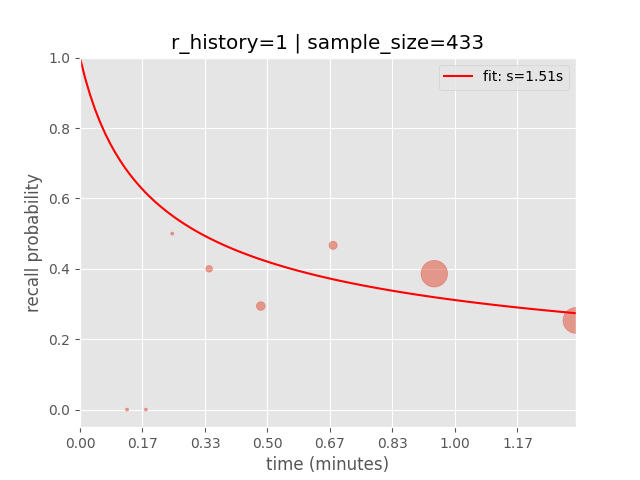 r_history=1 | sample_size=433
fit: s=1.51s
recall probability
1.0
0.8
0.6
0.4
0.2
0.0
0.00 0.17 0.33 0.50 0.67 0.83 1.00 1.17
time (minutes)